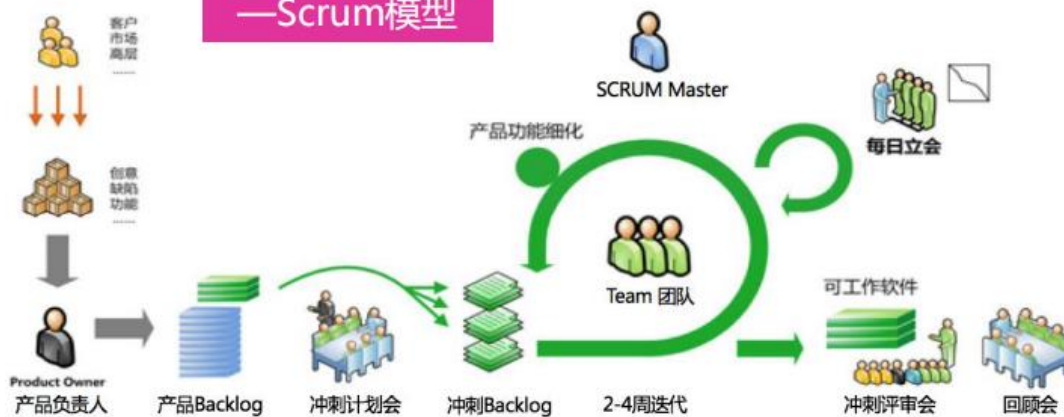 —Scrum模型
客户
市场
高层
......
创意
缺陷
功能
......
Product Owner
产品负责人
产品Backlog
冲刺计划会
冲刺Backlog
产品功能细化
SCRUM Master
每日立会
Team 团队
2-4周迭代
可工作软件
冲刺评审会
回顾会